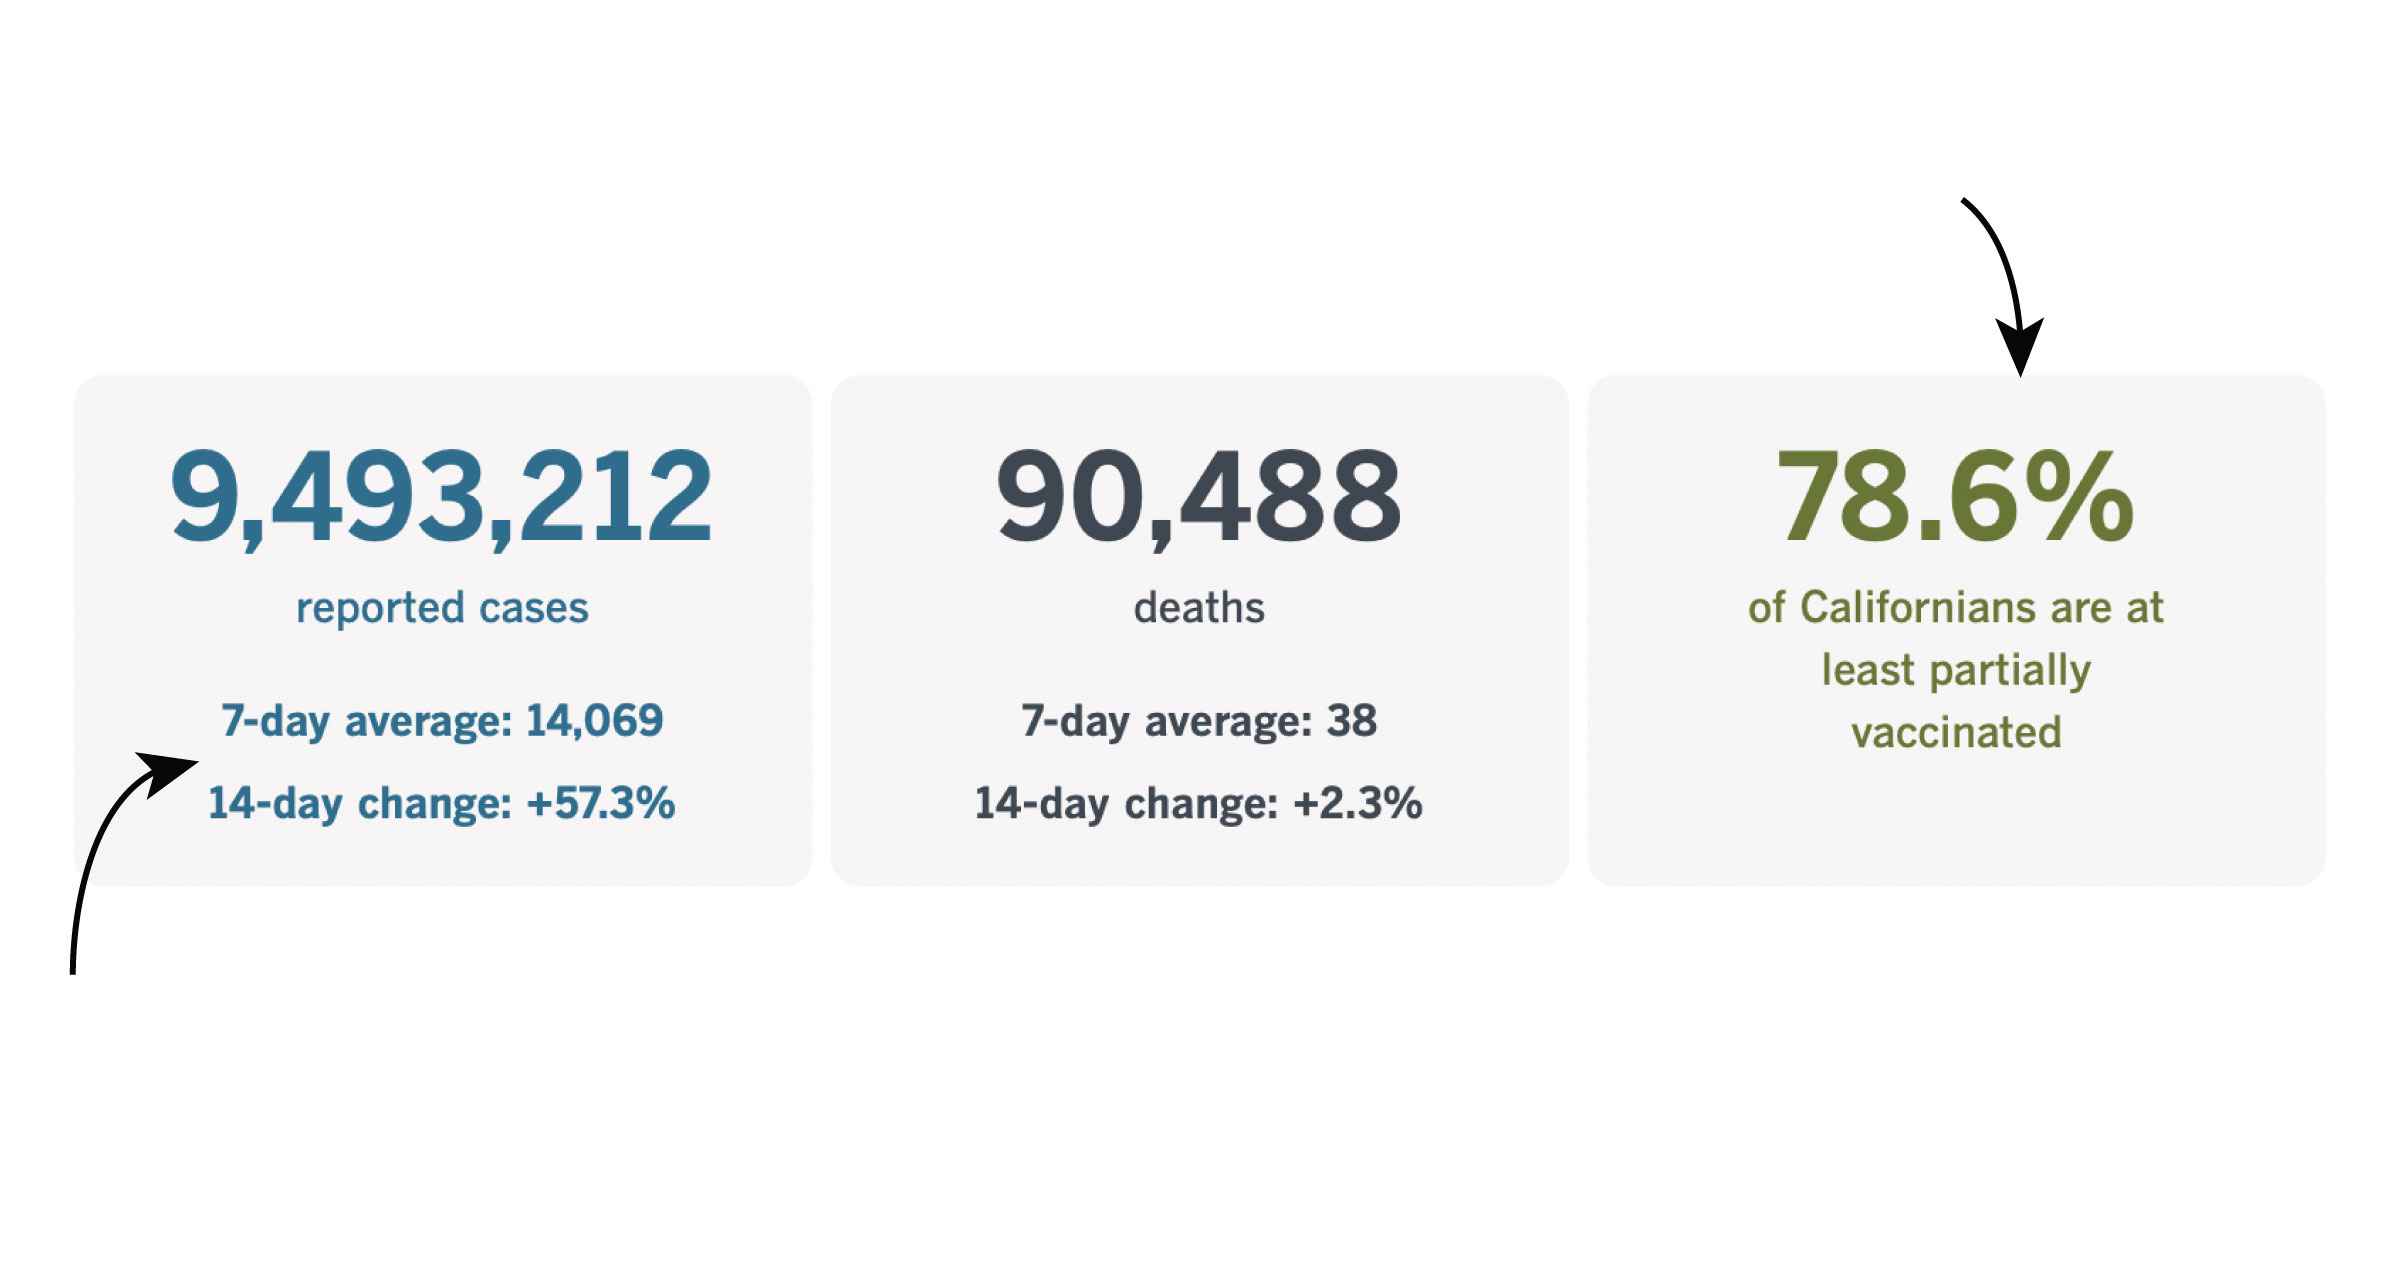 9,493,212
reported cases
7-day average: 14,069
14-day change: +57.3%
90,488
deaths
7-day average: 38
14-day change: +2.3%
78.6%
of Californians are at
least partially
vaccinated